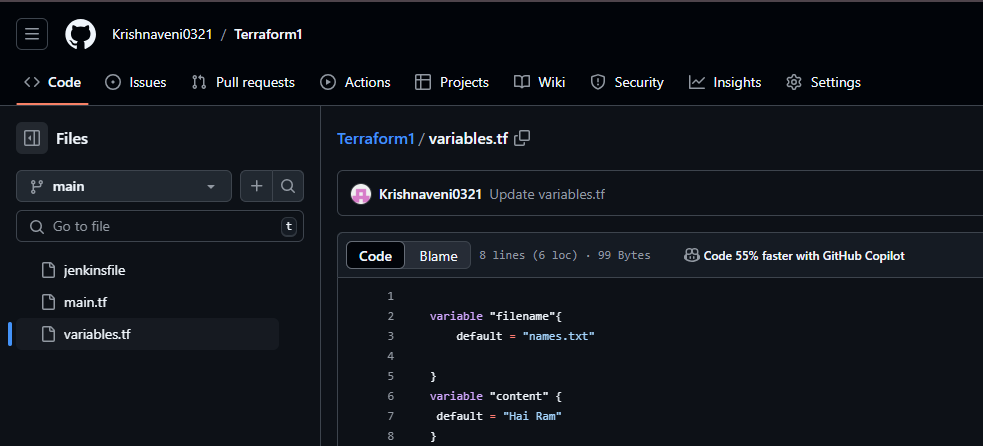 Krishnaveni0321 / Terraform1
Code Issues Pull requests Actions Projects Wiki Security Insights Settings
Files
main
Go to file t
jenkinsfile
main.tf
variables.tf
Terraform1 / variables.tf
Krishnaveni0321 Update variables.tf
Code Blame 8 lines (6 loc) · 99 Bytes Code 55% faster with GitHub Copilot
1
2 variable "filename"{
3     default = "names.txt"
4
5 }
6 variable "content" {
7  default = "Hai Ram"
8 }